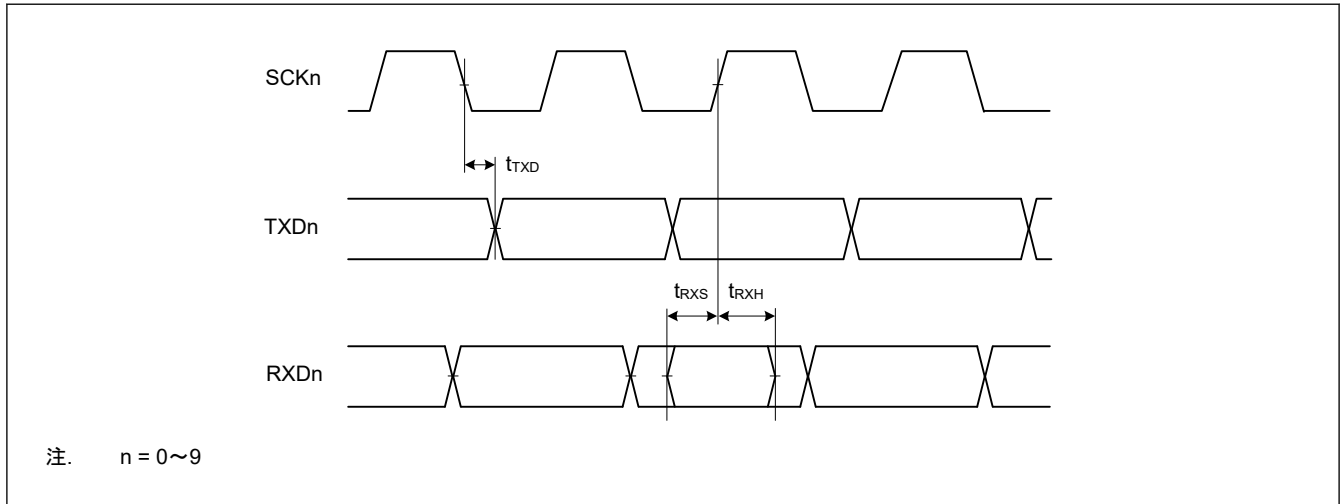 SCKn
tTXD
TXDn
tRXS tRXH
RXDn
注. n = 0～9